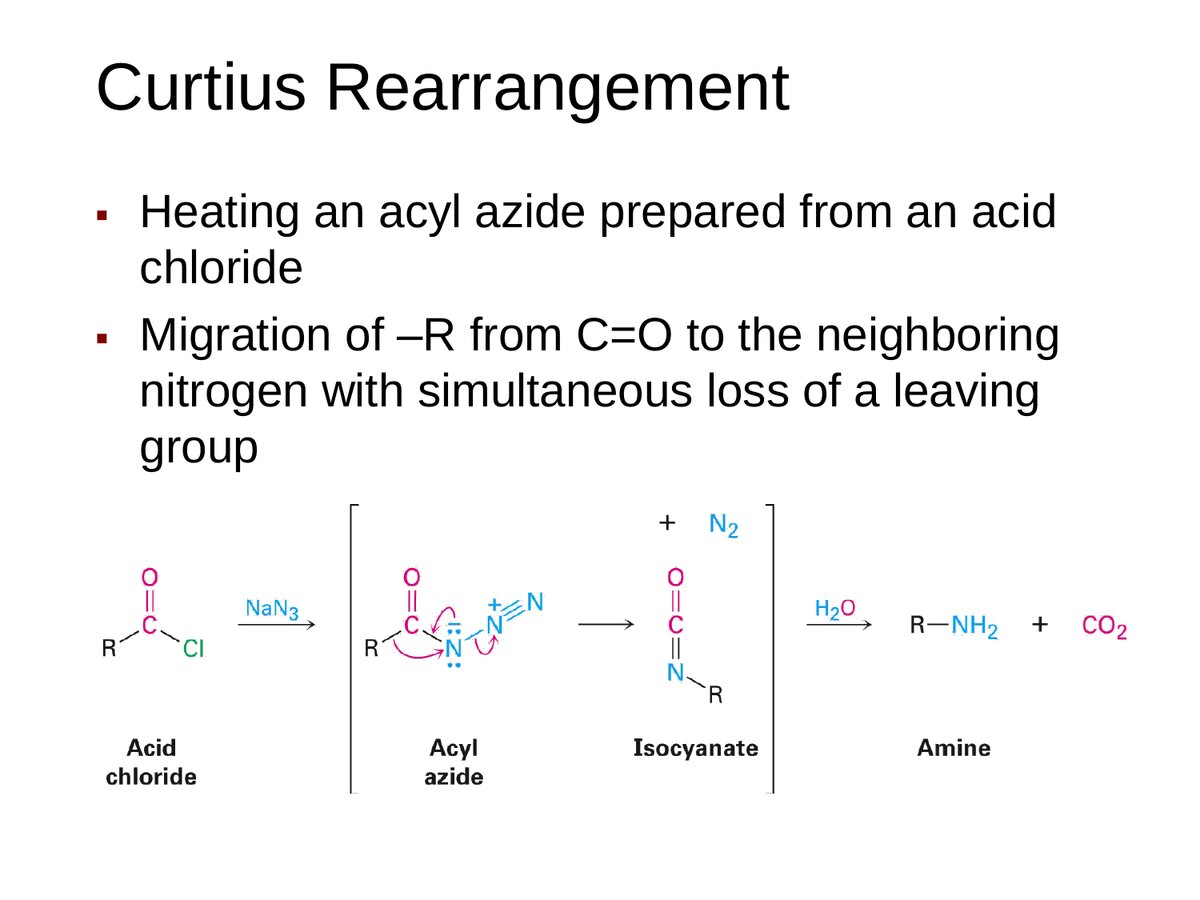 Curtius Rearrangement
▪ Heating an acyl azide prepared from an acid
chloride
▪ Migration of –R from C=O to the neighboring
nitrogen with simultaneous loss of a leaving
group
+ N₂
O O O
NaN₃ + N H₂O
C C – N C R—NH₂ + CO₂
R Cl R N N
R
Acid Acyl Isocyanate Amine
chloride azide